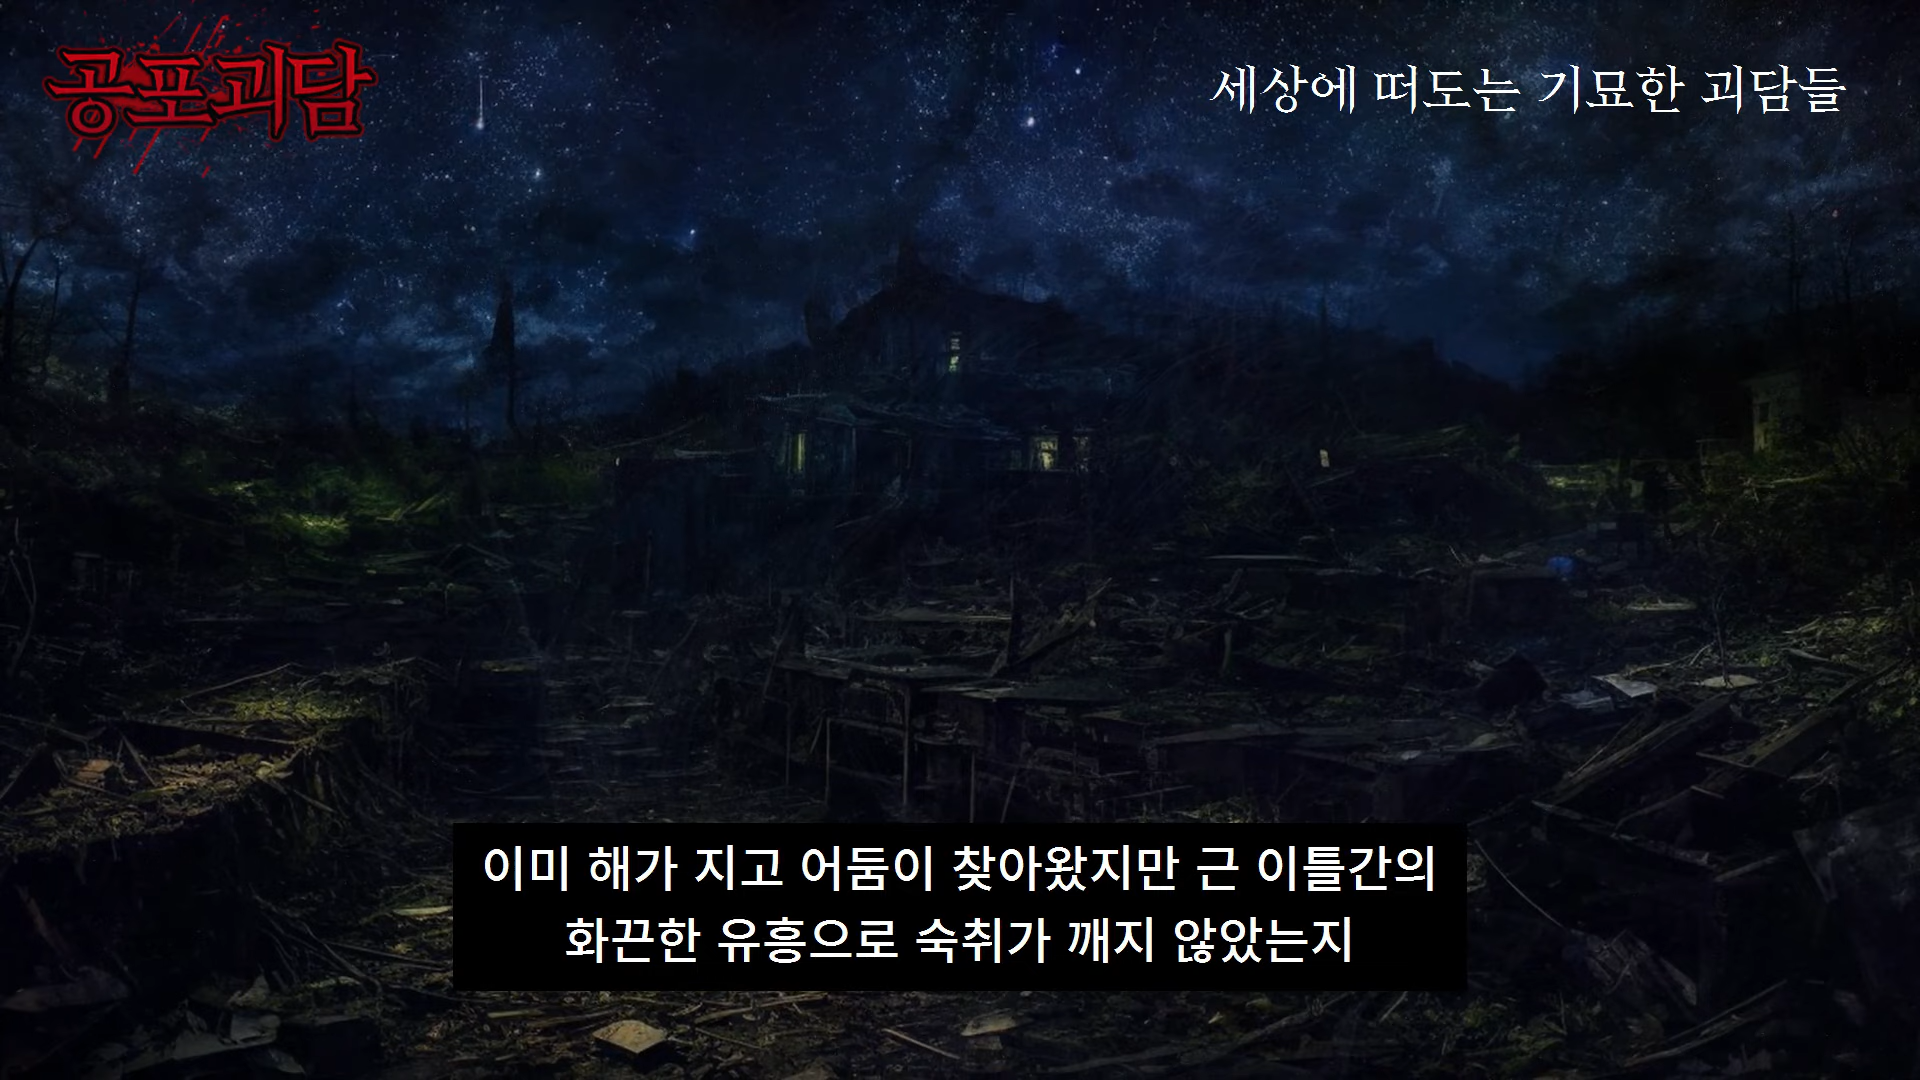 공포괴담
세상에 떠도는 기묘한 괴담들
이미 해가 지고 어둠이 찾아왔지만 근 이틀간의
화끈한 유흥으로 숙취가 깨지 않았는지